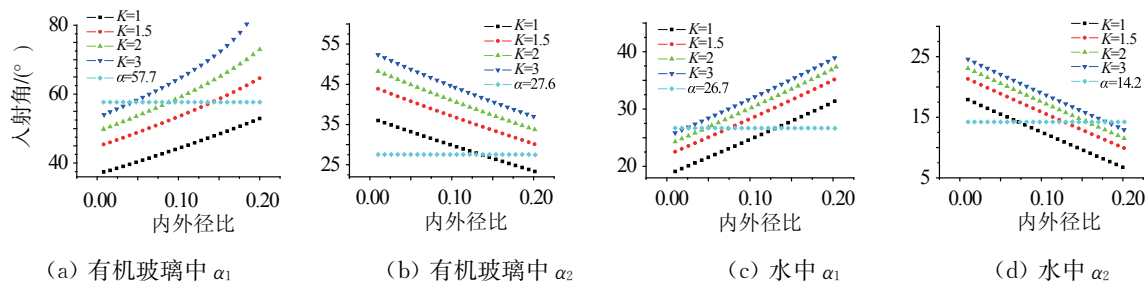 入射角/(°)
80
60
40
K=1
K=1.5
K=2
K=3
α=57.7
0.00 0.10 0.20
内外径比
(a) 有机玻璃中 α1
55
45
35
25
K=1
K=1.5
K=2
K=3
α=27.6
0.00 0.10 0.20
内外径比
(b) 有机玻璃中 α2
40
30
20
K=1
K=1.5
K=2
K=3
α=26.7
0.00 0.10 0.20
内外径比
(c) 水中 α1
25
15
5
K=1
K=1.5
K=2
K=3
α=14.2
0.00 0.10 0.20
内外径比
(d) 水中 α2